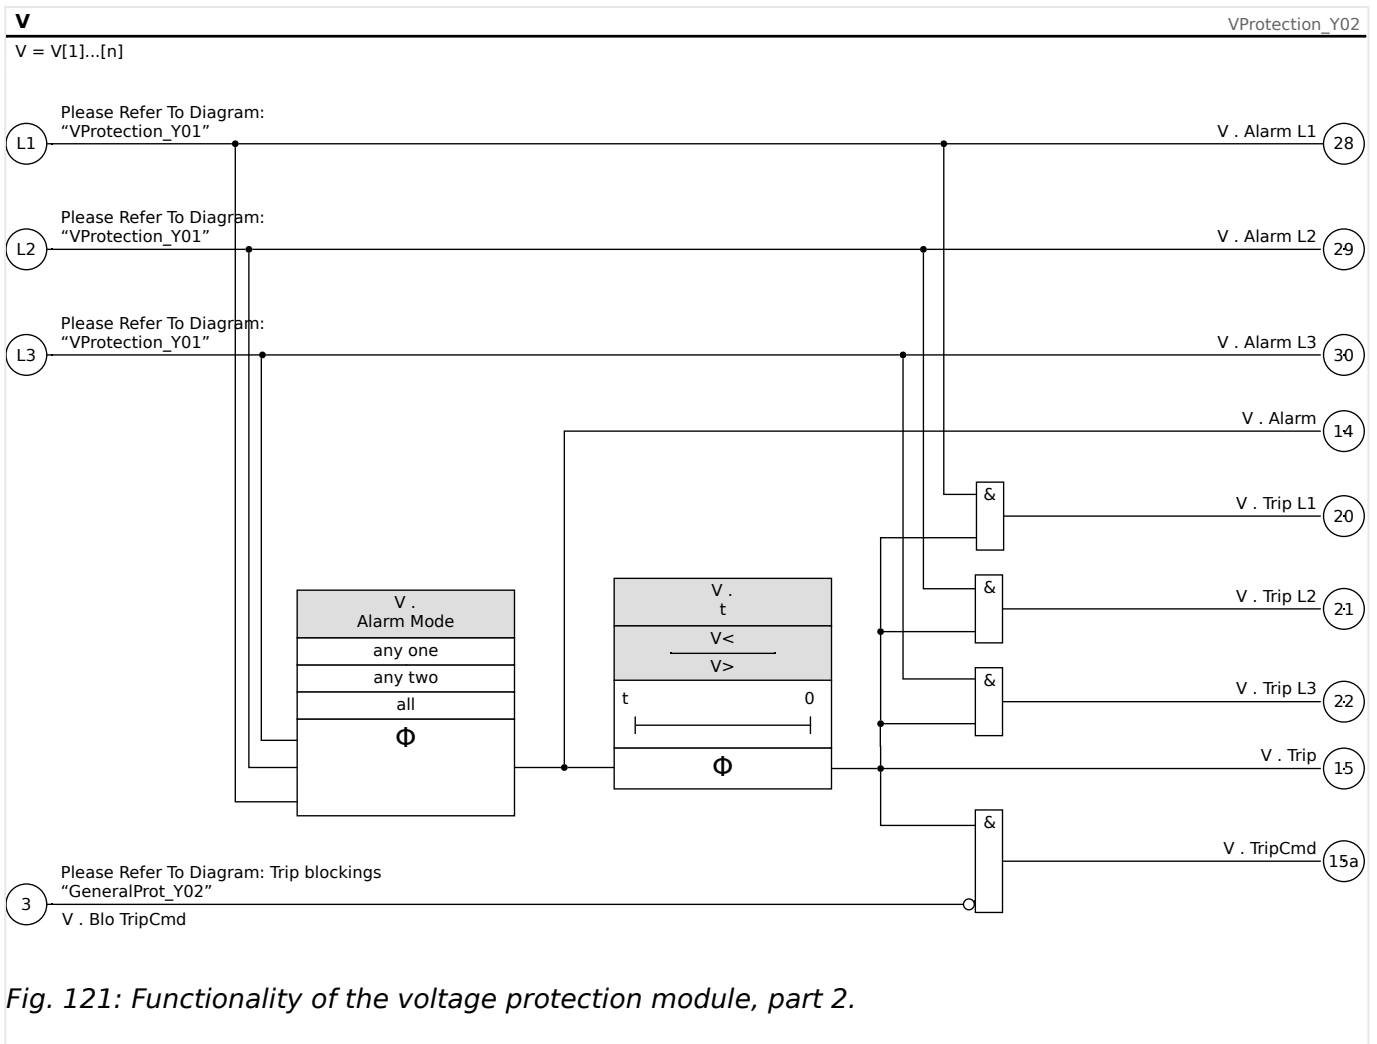 V
VProtection_Y02
V = V[1]...[n]
Please Refer To Diagram:
“VProtection_Y01”
L1
V . Alarm L1
28
Please Refer To Diagram:
“VProtection_Y01”
L2
V . Alarm L2
29
Please Refer To Diagram:
“VProtection_Y01”
L3
V . Alarm L3
30
V . Alarm
14
&
V . Trip L1
20
&
V . Trip L2
21
&
V . Trip L3
22
V .
Alarm Mode
any one
any two
all
Φ
V .
t
V<
V>
t 0
Φ
V . Trip
15
&
V . TripCmd
15a
Please Refer To Diagram: Trip blockings
“GeneralProt_Y02”
3
V . Blo TripCmd
Fig. 121: Functionality of the voltage protection module, part 2.